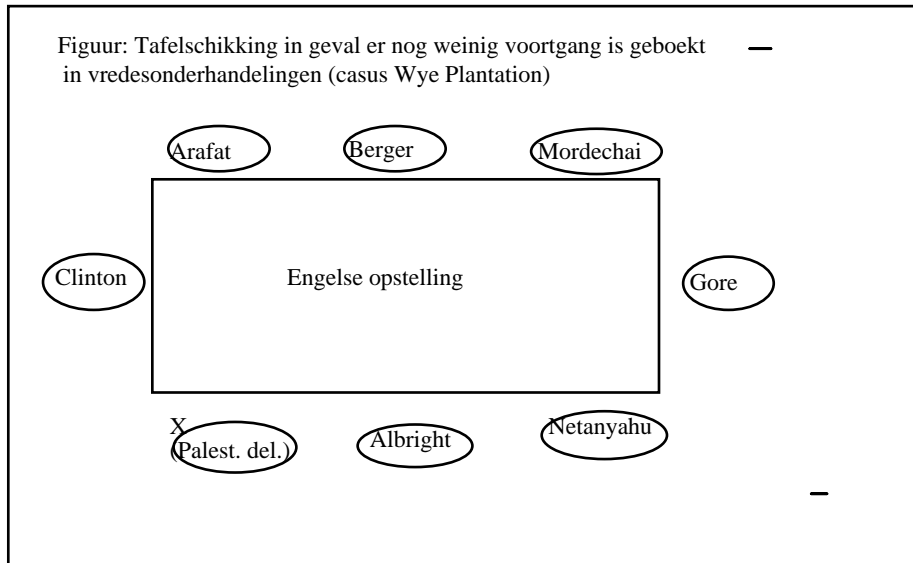 Figuur: Tafelschikking in geval er nog weinig voortgang is geboekt
in vredesonderhandelingen (casus Wye Plantation)
Arafat
Berger
Mordechai
Clinton
Engelse opstelling
Gore
X
(Palest. del.)
Albright
Netanyahu